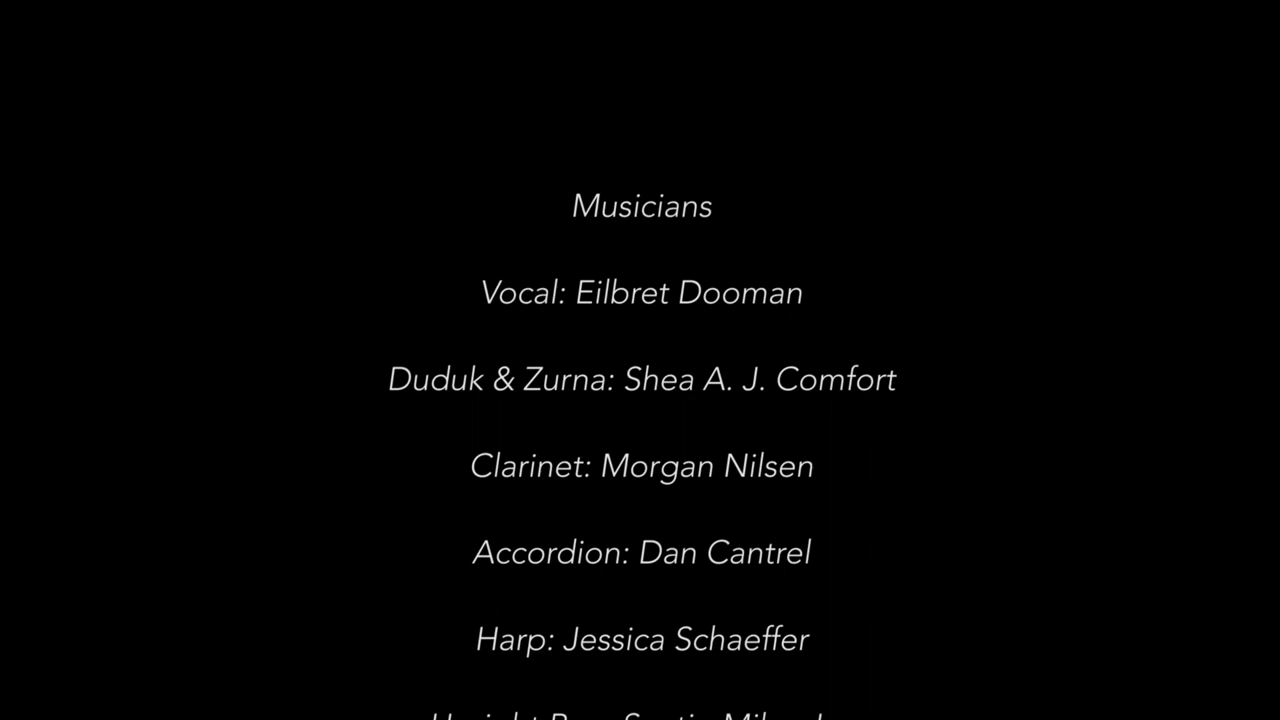 Musicians
Vocal: Eilbret Dooman
Duduk & Zurna: Shea A. J. Comfort
Clarinet: Morgan Nilsen
Accordion: Dan Cantrel
Harp: Jessica Schaeffer